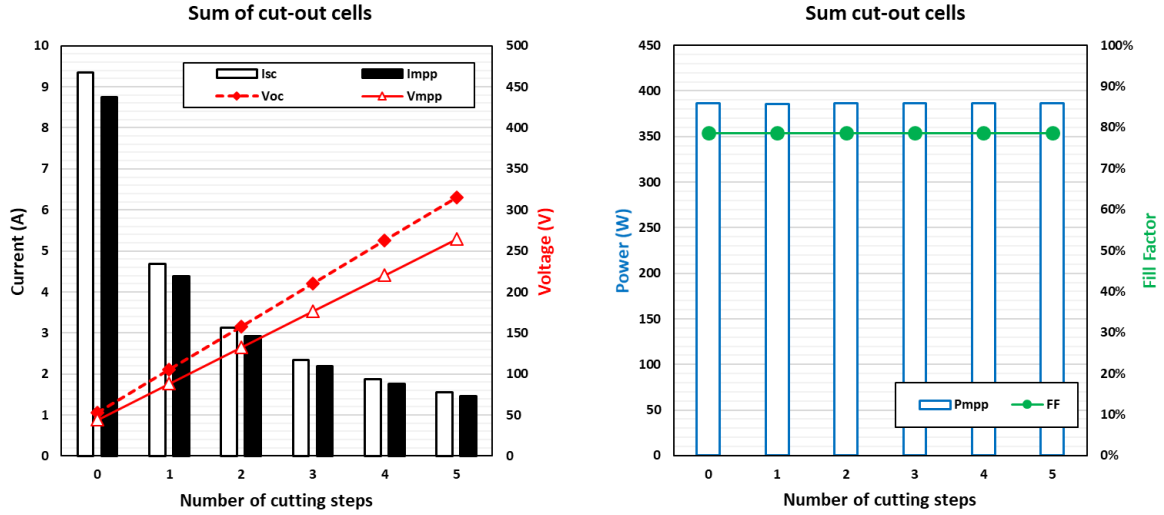 Sum of cut-out cells
10
9
8
7
6
5
4
3
2
1
0
Current (A)
Isc
Impp
Voc
Vmpp
500
450
400
350
300
250
200
150
100
50
0
Voltage (V)
0 1 2 3 4 5
Number of cutting steps
Sum cut-out cells
450
400
350
300
250
200
150
100
50
0
Power (W)
Pmpp
FF
100%
90%
80%
70%
60%
50%
40%
30%
20%
10%
0%
Fill Factor
0 1 2 3 4 5
Number of cutting steps